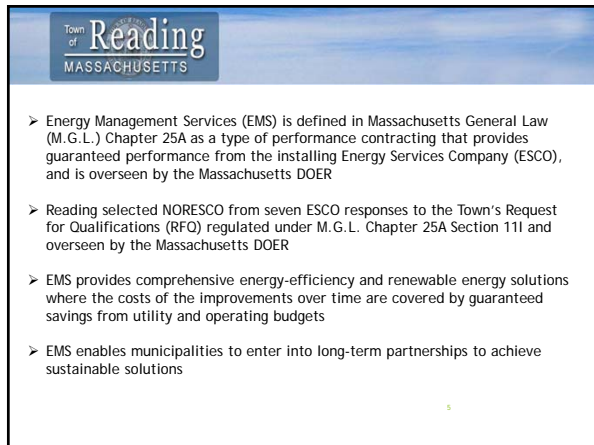 Town of Reading
MASSACHUSETTS
➢ Energy Management Services (EMS) is defined in Massachusetts General Law
(M.G.L.) Chapter 25A as a type of performance contracting that provides
guaranteed performance from the installing Energy Services Company (ESCO),
and is overseen by the Massachusetts DOER
➢ Reading selected NORESCO from seven ESCO responses to the Town's Request
for Qualifications (RFQ) regulated under M.G.L. Chapter 25A Section 11I and
overseen by the Massachusetts DOER
➢ EMS provides comprehensive energy-efficiency and renewable energy solutions
where the costs of the improvements over time are covered by guaranteed
savings from utility and operating budgets
➢ EMS enables municipalities to enter into long-term partnerships to achieve
sustainable solutions
5